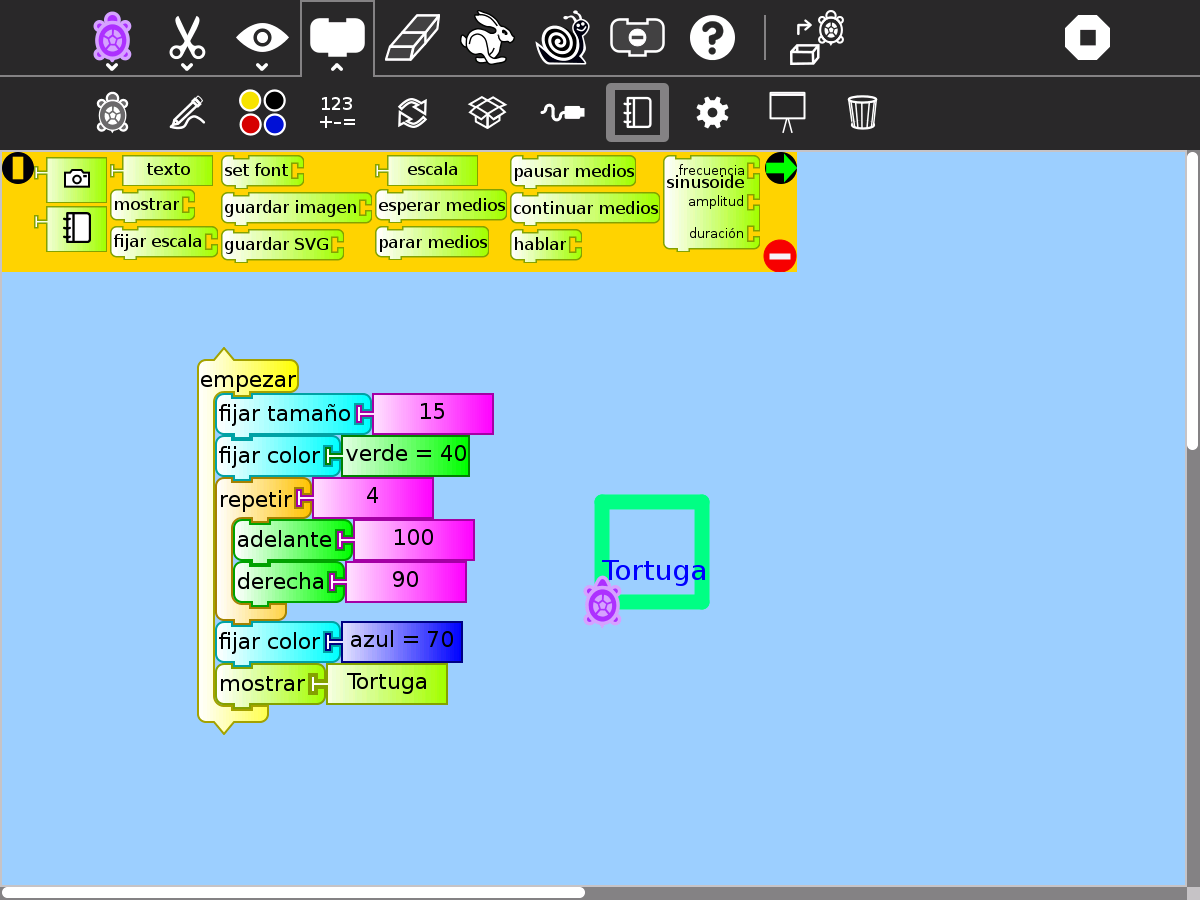 123
+-=
texto
set font
escala
pausar medios
frecuencia
sinusoide
amplitud
duración
mostrar
guardar imagen
esperar medios
continuar medios
fijar escala
guardar SVG
parar medios
hablar
empezar
fijar tamaño 15
fijar color verde = 40
repetir 4
adelante 100
derecha 90
fijar color azul = 70
mostrar Tortuga
Tortuga